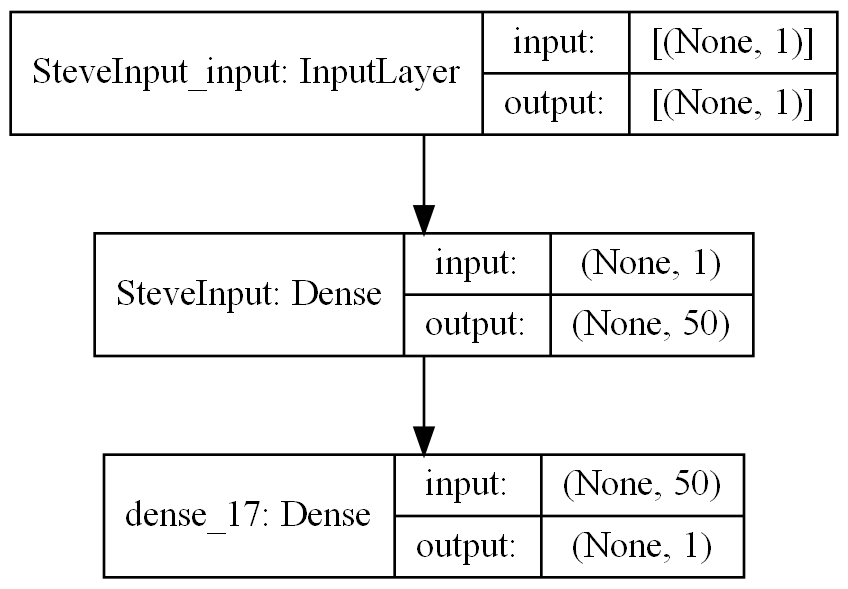 SteveInput_input: InputLayer
input:
[(None, 1)]
output:
[(None, 1)]
SteveInput: Dense
input:
(None, 1)
output:
(None, 50)
dense_17: Dense
input:
(None, 50)
output:
(None, 1)